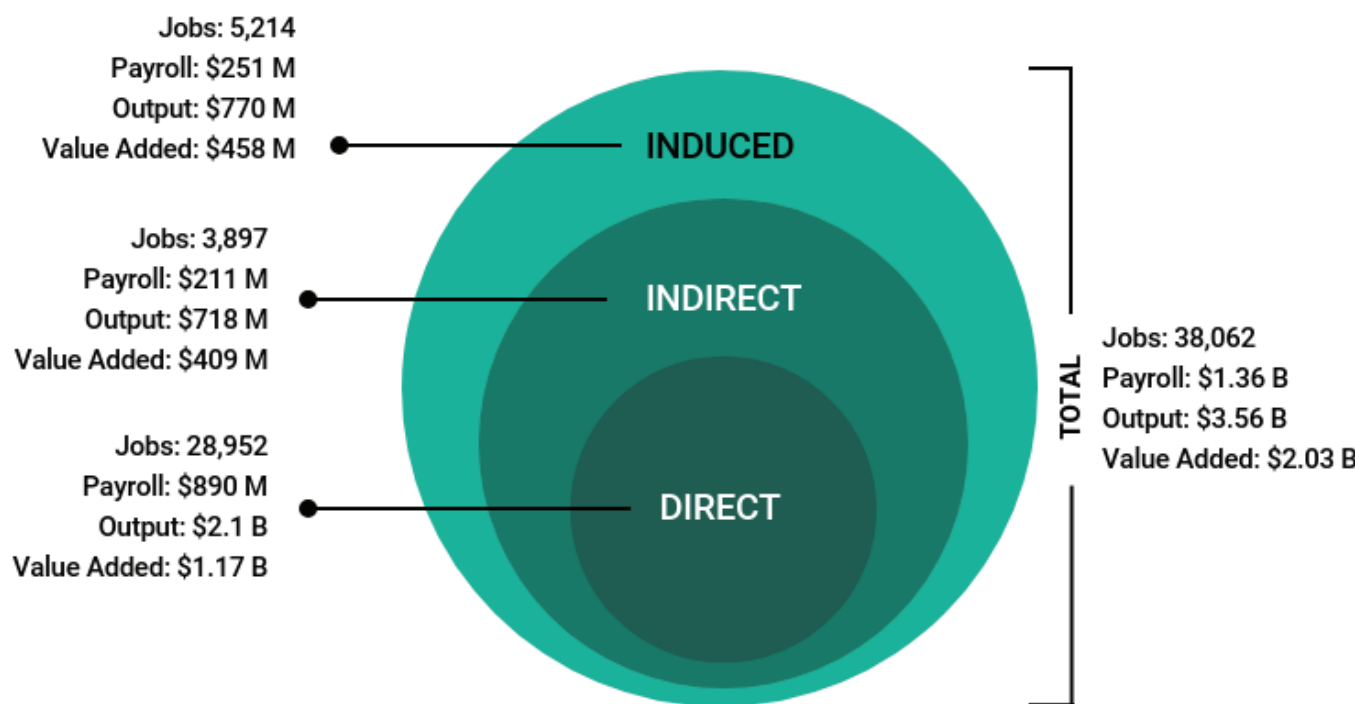 Jobs: 5,214
Payroll: $251 M
Output: $770 M
Value Added: $458 M
INDUCED
Jobs: 3,897
Payroll: $211 M
Output: $718 M
Value Added: $409 M
INDIRECT
Jobs: 28,952
Payroll: $890 M
Output: $2.1 B
Value Added: $1.17 B
DIRECT
TOTAL
Jobs: 38,062
Payroll: $1.36 B
Output: $3.56 B
Value Added: $2.03 B